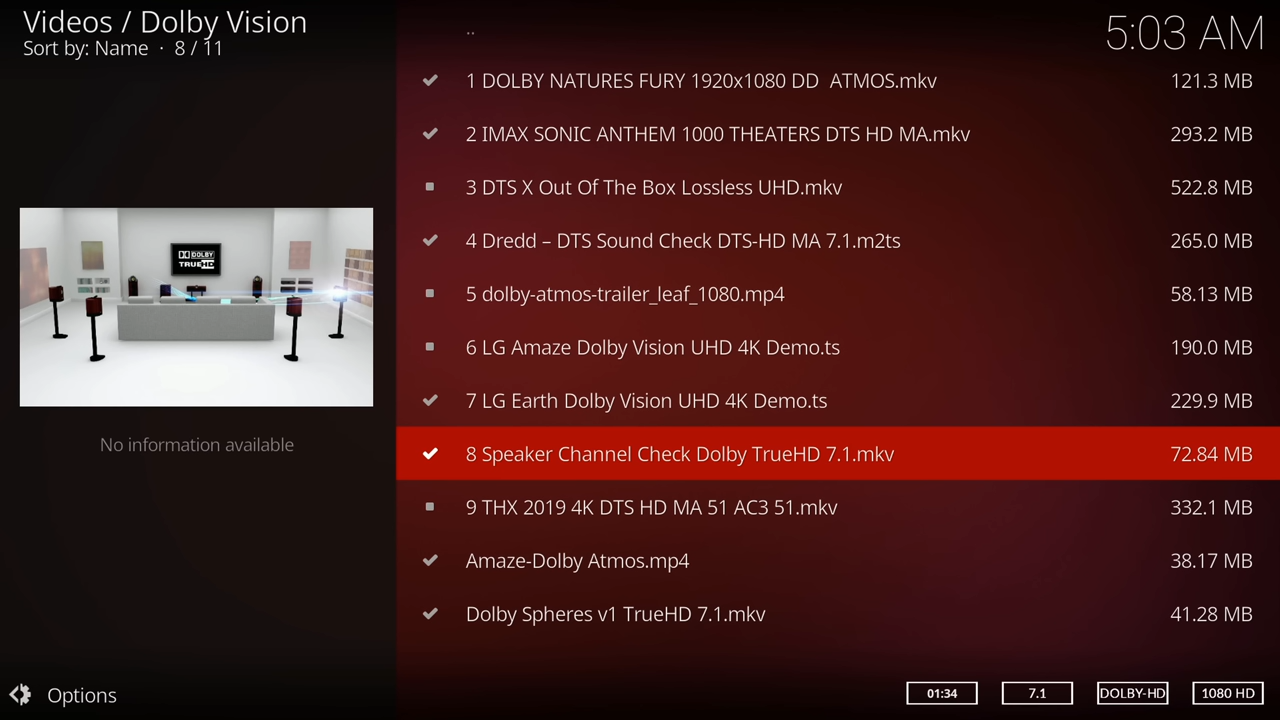 Videos / Dolby Vision
Sort by: Name · 8 / 11
5:03 AM
..
1 DOLBY NATURES FURY 1920x1080 DD  ATMOS.mkv 121.3 MB
2 IMAX SONIC ANTHEM 1000 THEATERS DTS HD MA.mkv 293.2 MB
3 DTS X Out Of The Box Lossless UHD.mkv 522.8 MB
4 Dredd – DTS Sound Check DTS-HD MA 7.1.m2ts 265.0 MB
5 dolby-atmos-trailer_leaf_1080.mp4 58.13 MB
6 LG Amaze Dolby Vision UHD 4K Demo.ts 190.0 MB
7 LG Earth Dolby Vision UHD 4K Demo.ts 229.9 MB
8 Speaker Channel Check Dolby TrueHD 7.1.mkv 72.84 MB
9 THX 2019 4K DTS HD MA 51 AC3 51.mkv 332.1 MB
Amaze-Dolby Atmos.mp4 38.17 MB
Dolby Spheres v1 TrueHD 7.1.mkv 41.28 MB
DOLBY
TRUEHD
No information available
Options
01:34 7.1 DOLBY-HD 1080 HD